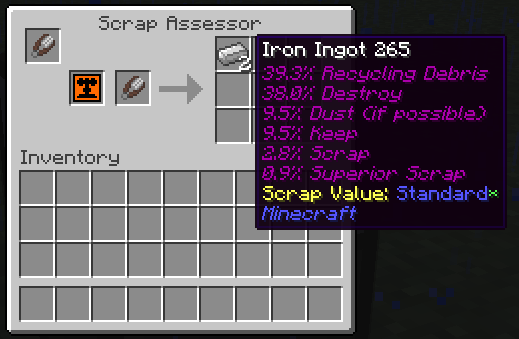 Scrap Assessor
2
Iron Ingot 265
39.3% Recycling Debris
38.0% Destroy
9.5% Dust (if possible)
9.5% Keep
2.8% Scrap
0.9% Superior Scrap
Scrap Value: Standard*
Minecraft
Inventory